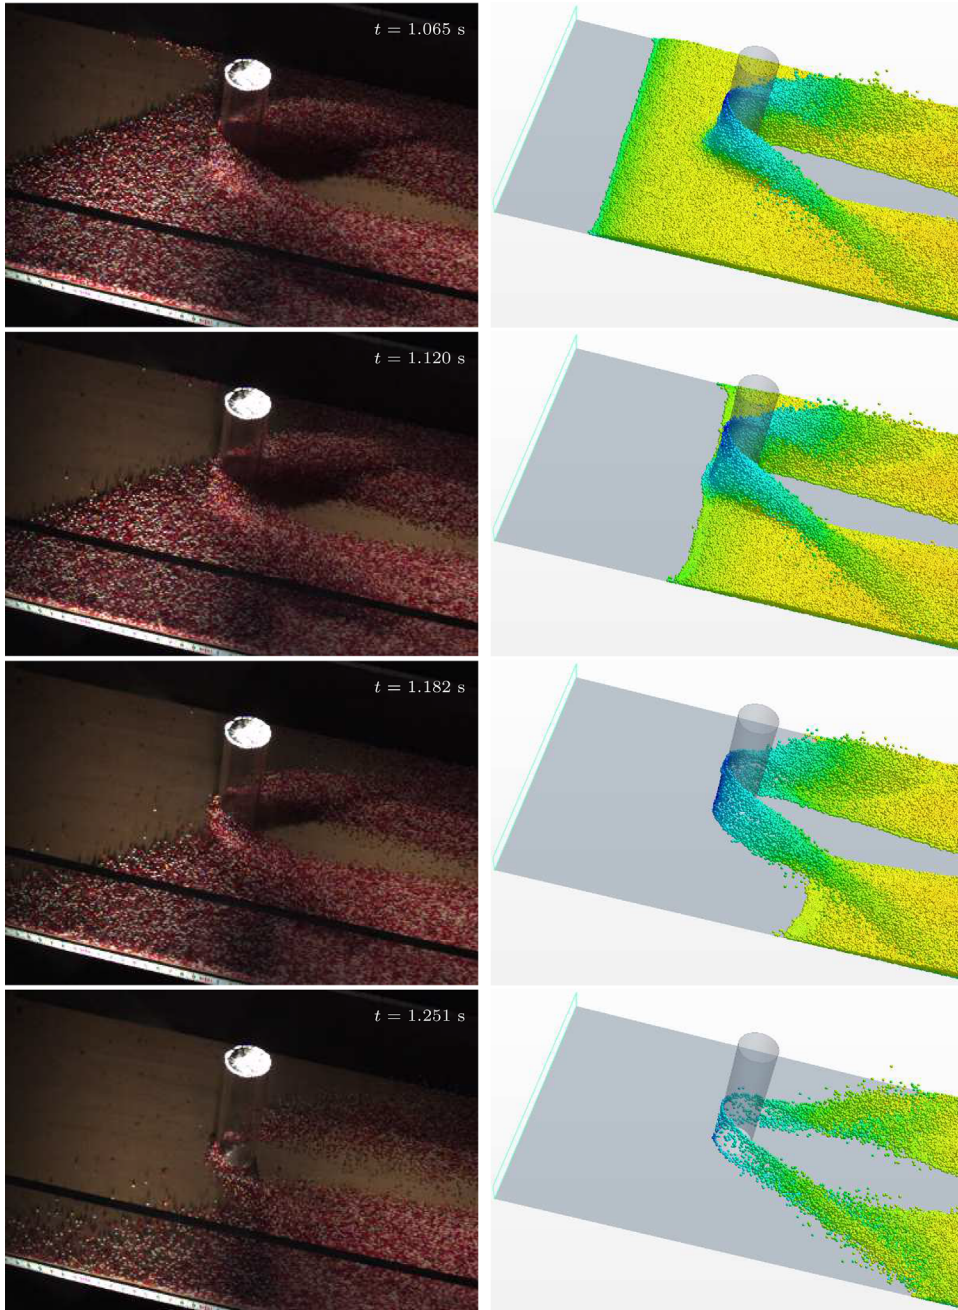 t = 1.065 s
t = 1.120 s
t = 1.182 s
t = 1.251 s